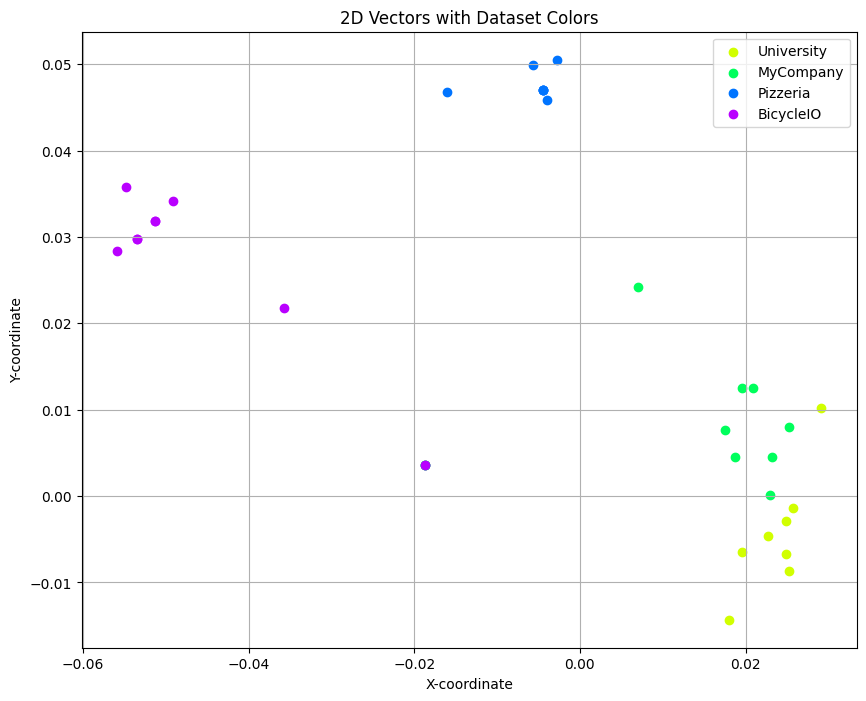 2D Vectors with Dataset Colors
University
MyCompany
Pizzeria
BicycleIO
0.05
0.04
0.03
0.02
0.01
0.00
−0.01
Y-coordinate
−0.06
−0.04
−0.02
0.00
0.02
X-coordinate